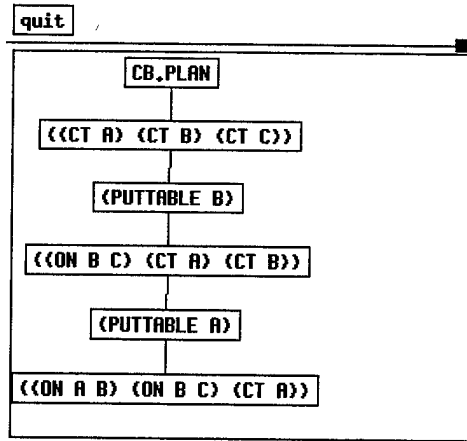 quit
CB.PLAN
((CT A) (CT B) (CT C))
(PUTTABLE B)
((ON B C) (CT A) (CT B))
(PUTTABLE A)
((ON A B) (ON B C) (CT A))